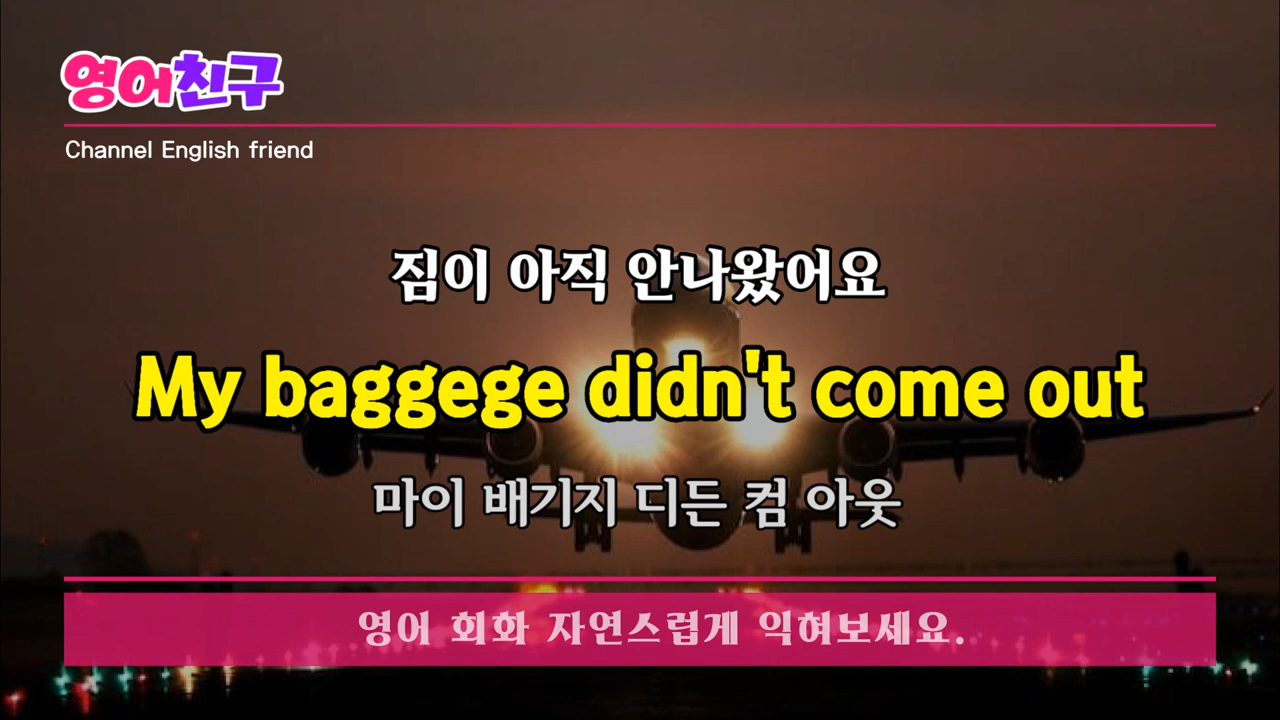 영어친구
Channel English friend
짐이 아직 안나왔어요
My baggege didn't come out
마이 배기지 디든 컴 아웃
영어 회화 자연스럽게 익혀보세요.